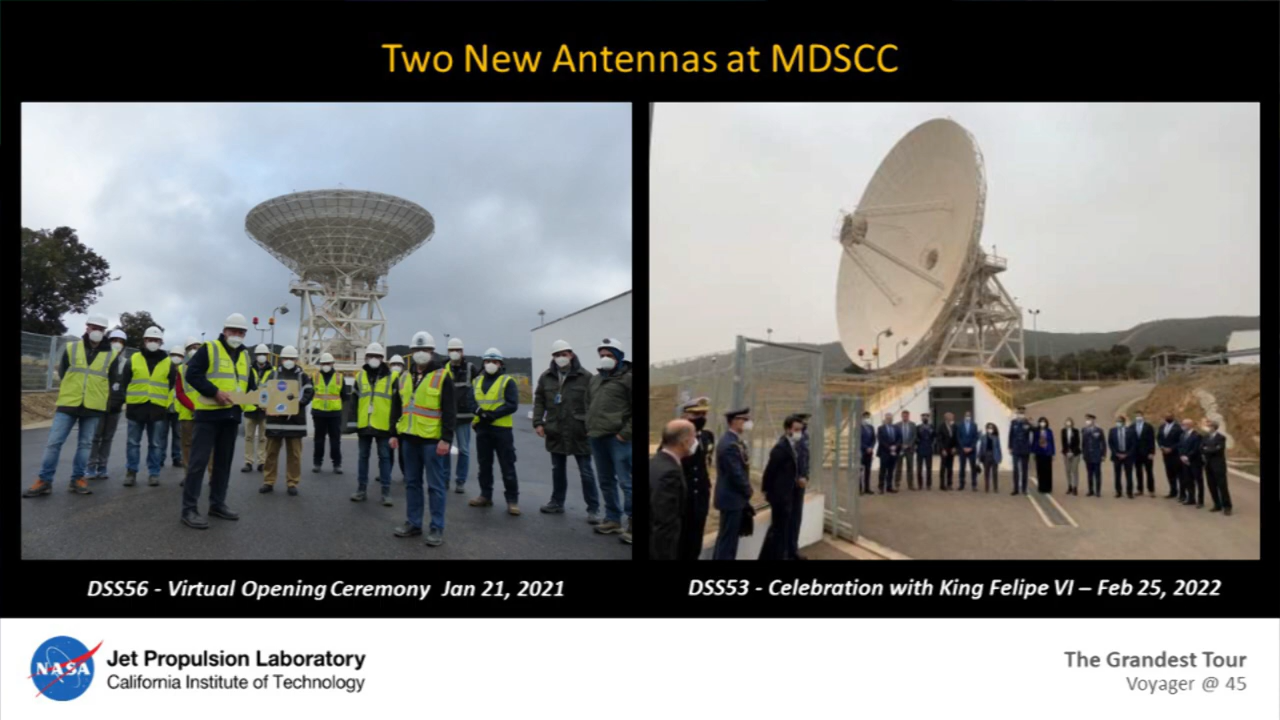 Two New Antennas at MDSCC
DSS56 - Virtual Opening Ceremony Jan 21, 2021
DSS53 - Celebration with King Felipe VI – Feb 25, 2022
NASA
Jet Propulsion Laboratory
California Institute of Technology
The Grandest Tour
Voyager @ 45